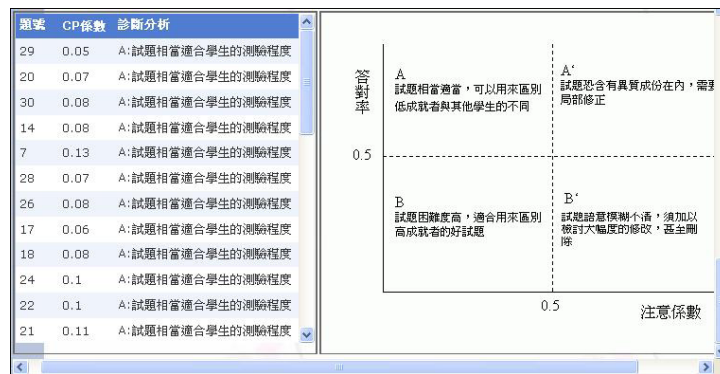 題號 CP係數 診斷分析
29 0.05 A:試題相當適合學生的測驗程度
20 0.07 A:試題相當適合學生的測驗程度
30 0.08 A:試題相當適合學生的測驗程度
14 0.08 A:試題相當適合學生的測驗程度
7 0.13 A:試題相當適合學生的測驗程度
28 0.07 A:試題相當適合學生的測驗程度
26 0.08 A:試題相當適合學生的測驗程度
17 0.06 A:試題相當適合學生的測驗程度
18 0.08 A:試題相當適合學生的測驗程度
24 0.1 A:試題相當適合學生的測驗程度
22 0.1 A:試題相當適合學生的測驗程度
21 0.11 A:試題相當適合學生的測驗程度
答對率
A
試題相當適當，可以用來區別
低成就者與其他學生的不同
A‘
試題恐含有異質成份在內，需要
局部修正
0.5
B
試題困難度高，適合用來區別
高成就者的好試題
B‘
試題語意模糊不清，須加以
檢討大幅度的修改，甚至刪
除
0.5
注意係數